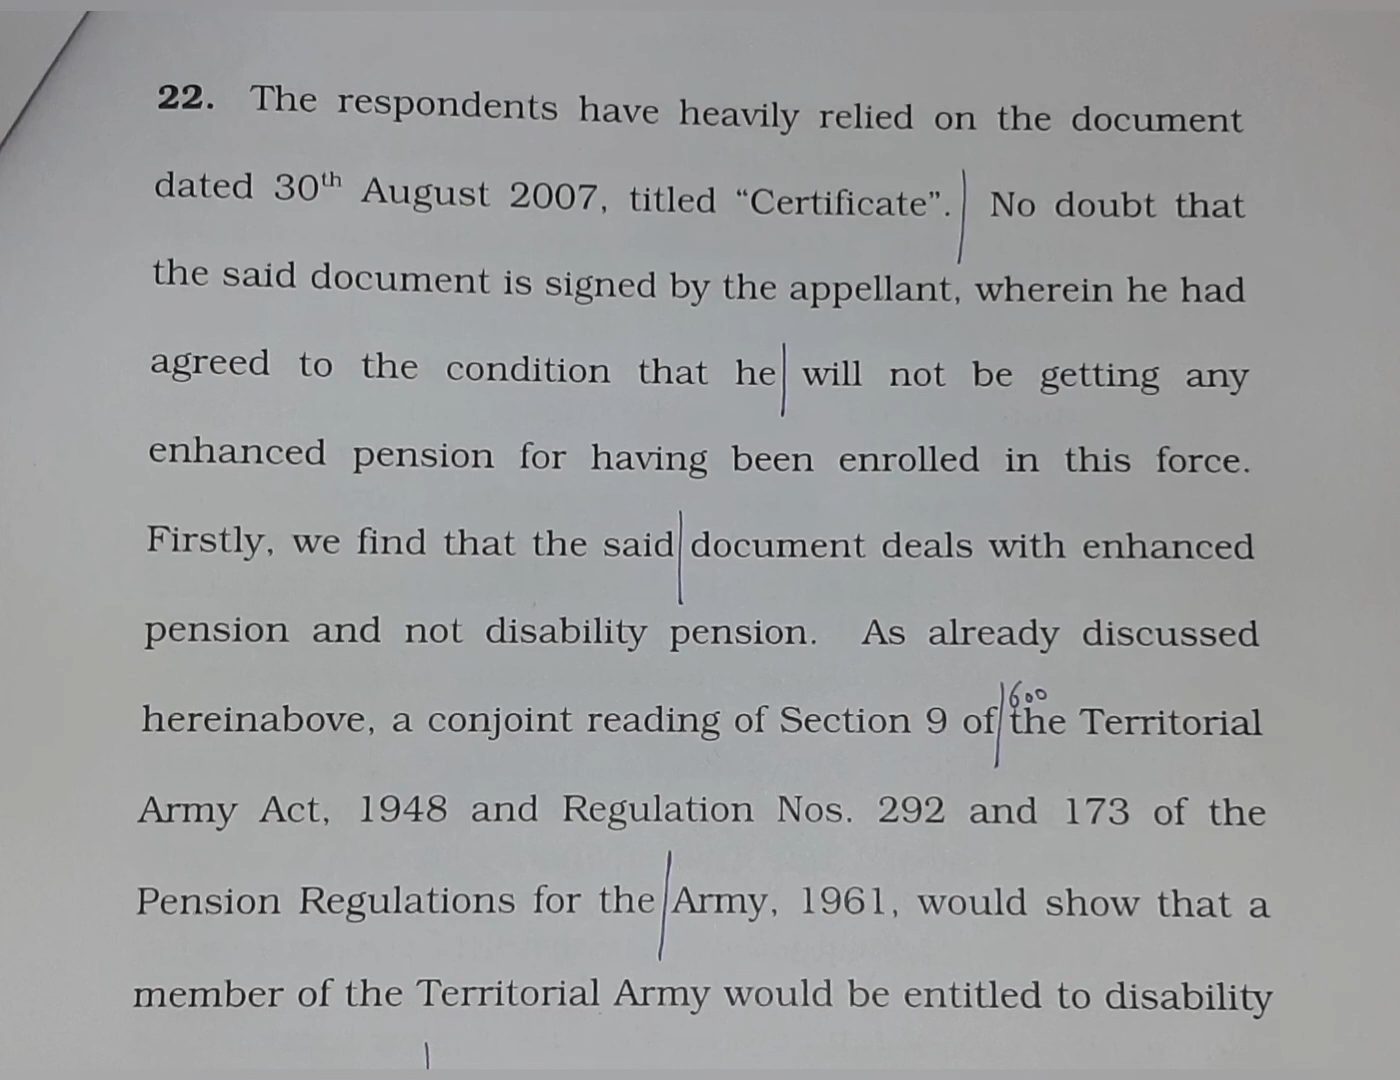 22. The respondents have heavily relied on the document
dated 30th August 2007, titled “Certificate”. No doubt that
the said document is signed by the appellant, wherein he had
agreed to the condition that he will not be getting any
enhanced pension for having been enrolled in this force.
Firstly, we find that the said document deals with enhanced
pension and not disability pension. As already discussed
1600
hereinabove, a conjoint reading of Section 9 of the Territorial
Army Act, 1948 and Regulation Nos. 292 and 173 of the
Pension Regulations for the Army, 1961, would show that a
member of the Territorial Army would be entitled to disability